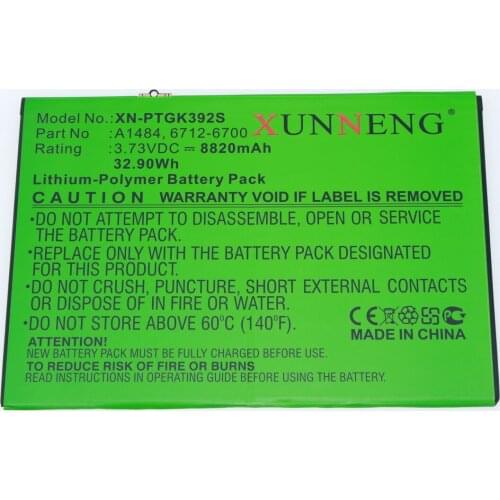 Model No.:XN-PTGK392S
Part No :A1484, 6712-6700
XUNNENG®
Rating :3.73VDC ⎓ 8820mAh
32.90Wh
Lithium-Polymer Battery Pack
CAUTION WARRANTY VOID IF LABEL IS REMOVED
•DO NOT ATTEMPT TO DISASSEMBLE, OPEN OR SERVICE
THE BATTERY PACK.
•REPLACE ONLY WITH THE BATTERY PACK DESIGNATED
FOR THIS PRODUCT.
•DO NOT CRUSH, PUNCTURE, SHORT EXTERNAL CONTACTS
OR DISPOSE OF IN FIRE OR WATER.
•DO NOT STORE ABOVE 60℃ (140°F).
ATTENTION!
NEW BATTERY PACK MUST BE FULLY CHARGED BEFORE USE.
TO REDUCE RISK OF FIRE OR INJURIES
READ INSTRUCTIONS IN OPERATING GUIDE BEFORE USE.
CE
MADE IN CHINA